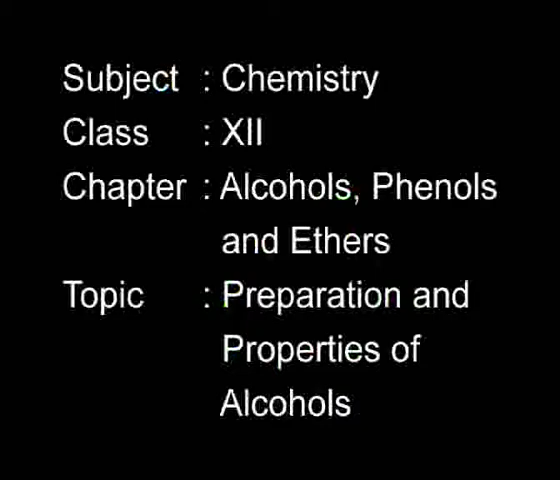 Subject : Chemistry
Class : XII
Chapter : Alcohols, Phenols
and Ethers
Topic : Preparation and
Properties of
Alcohols